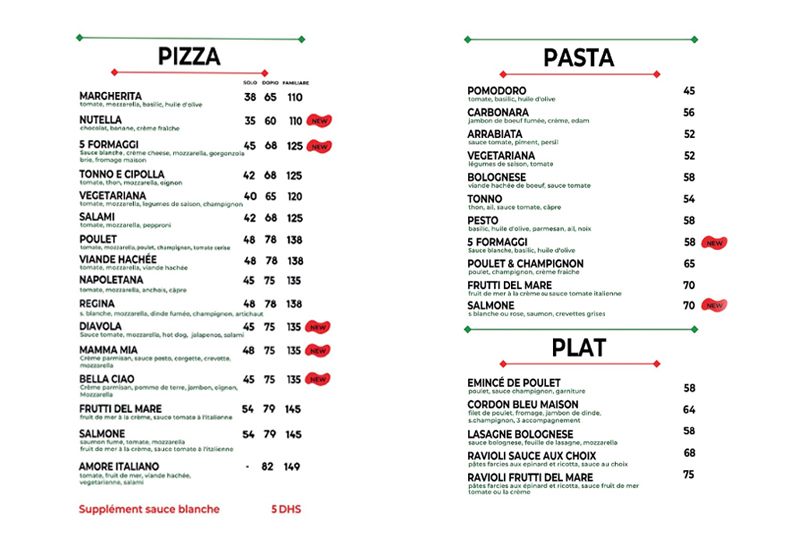 PIZZA
SOLO DOPIO FAMILIARE
MARGHERITA 38 65 110
tomate, mozzarella, basilic, huile d'olive
NUTELLA 35 60 110 NEW
chocolat, banane, crème fraîche
5 FORMAGGI 45 68 125 NEW
Sauce blanche, crème cheese, mozzarella, gorgonzola
brie, fromage maison
TONNO E CIPOLLA 42 68 125
tomate, thon, mozzarella, oignon
VEGETARIANA 40 65 120
tomate, mozzarella, legumes de saison, champignon
SALAMI 42 68 125
tomate, mozzarella, pepproni
POULET 48 78 138
tomate, mozzarella, poulet, champignon, tomate cerise
VIANDE HACHÉE 48 78 138
tomate, mozzarella, viande hachée
NAPOLETANA 45 75 135
tomate, mozzarella, anchois, câpre
REGINA 48 78 138
s. blanche, mozzarella, dinde fumée, champignon, artichaut
DIAVOLA 45 75 135 NEW
Sauce tomate, mozzarella, hot dog, jalapenos, salami
MAMMA MIA 48 75 135 NEW
Crème parmisan, sauce pesto, corgette, crevette,
mozzarella
BELLA CIAO 45 75 135 NEW
Crème parmisan, pomme de terre, jambon, oignon,
Mozzarella
FRUTTI DEL MARE 54 79 145
fruit de mer à la crème, sauce tomate à l'italienne
SALMONE 54 79 145
saumon fumé, tomate, mozzarella
fruit de mer à la crème, sauce tomate à l'italienne
AMORE ITALIANO - 82 149
tomate, fruit de mer, viande hachée,
vegetarienne, salami
Supplément sauce blanche 5 DHS
PASTA
POMODORO 45
tomate, basilic, huile d'olive
CARBONARA 56
jambon de boeuf fumée, crème, edam
ARRABIATA 52
sauce tomate, piment, persil
VEGETARIANA 52
légumes de saison, tomate
BOLOGNESE 58
viande hachée de boeuf, sauce tomate
TONNO 54
thon, ail, sauce tomate, câpre
PESTO 58
basilic, huile d'olive, parmesan, ail, noix
5 FORMAGGI 58 NEW
Sauce blanche, basilic, huile d'olive
POULET & CHAMPIGNON 65
poulet, champignon, crème fraiche
FRUTTI DEL MARE 70
fruit de mer à la crème ou sauce tomate italienne
SALMONE 70 NEW
s blanche ou rose, saumon, crevettes grises
PLAT
EMINCÉ DE POULET 58
poulet, sauce champignon, garniture
CORDON BLEU MAISON 64
filet de poulet, fromage, jambon de dinde,
s.champignon, 3 accompagnement
LASAGNE BOLOGNESE 58
sauce bolognese, feuille de lasagne, mozzarella
RAVIOLI SAUCE AUX CHOIX 68
pâtes farcies aux épinard et ricotta, sauce au choix
RAVIOLI FRUTTI DEL MARE 75
pâtes farcies aux épinard et ricotta, sauce fruit de mer
tomate ou la crème